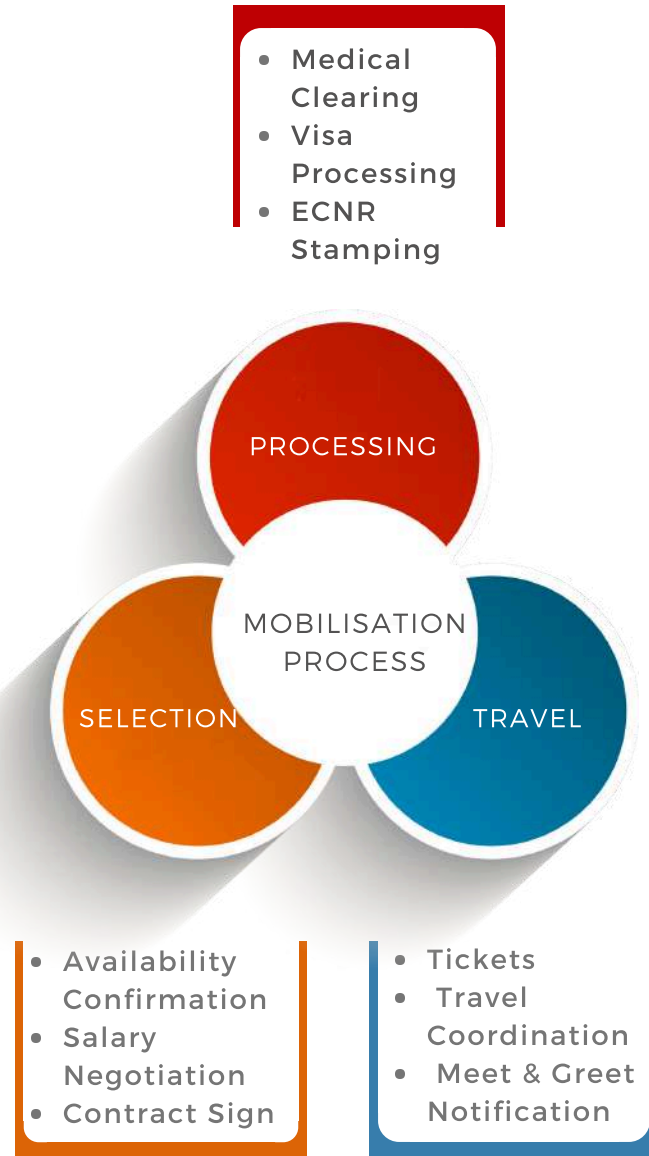 Medical
Clearing
Visa
Processing
ECNR
Stamping
PROCESSING
MOBILISATION
PROCESS
SELECTION
TRAVEL
Availability
Confirmation
Salary
Negotiation
Contract Sign
Tickets
Travel
Coordination
Meet & Greet
Notification